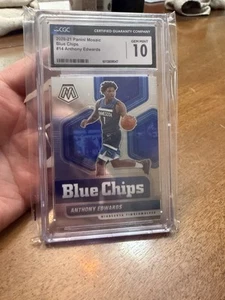 CGC
CERTIFIED GUARANTY COMPANY
2020-21 Panini Mosaic
Blue Chips
#14 Anthony Edwards
GEM MINT
10
MOSAIC
Blue Chips
ANTHONY EDWARDS
MINNESOTA TIMBERWOLVES